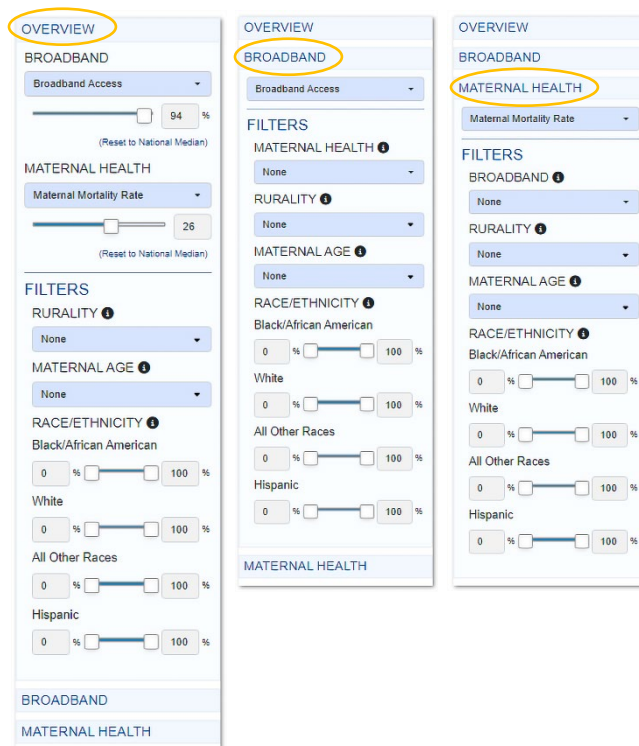 OVERVIEW
BROADBAND
Broadband Access
94 %
(Reset to National Median)
MATERNAL HEALTH
Maternal Mortality Rate
26
(Reset to National Median)
FILTERS
RURALITY
None
MATERNAL AGE
None
RACE/ETHNICITY
Black/African American
0 % 100 %
White
0 % 100 %
All Other Races
0 % 100 %
Hispanic
0 % 100 %
BROADBAND
MATERNAL HEALTH
OVERVIEW
BROADBAND
Broadband Access
FILTERS
MATERNAL HEALTH
None
RURALITY
None
MATERNAL AGE
None
RACE/ETHNICITY
Black/African American
0 % 100 %
White
0 % 100 %
All Other Races
0 % 100 %
Hispanic
0 % 100 %
MATERNAL HEALTH
OVERVIEW
BROADBAND
MATERNAL HEALTH
Maternal Mortality Rate
FILTERS
BROADBAND
None
RURALITY
None
MATERNAL AGE
None
RACE/ETHNICITY
Black/African American
0 % 100 %
White
0 % 100 %
All Other Races
0 % 100 %
Hispanic
0 % 100 %